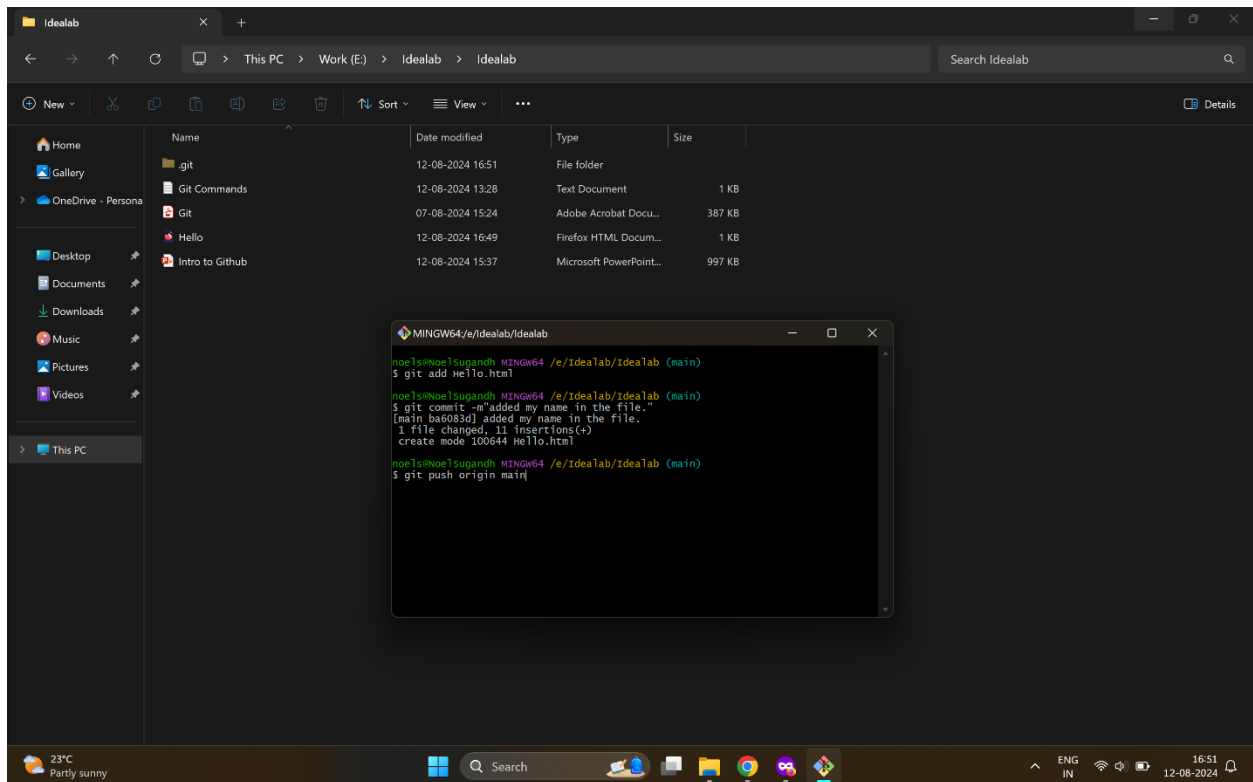 Idealab
This PC > Work (E:) > Idealab > Idealab
Search Idealab
New
Sort
View
Details
Home
Gallery
OneDrive - Persona
Desktop
Documents
Downloads
Music
Pictures
Videos
This PC
Name Date modified Type Size
.git 12-08-2024 16:51 File folder
Git Commands 12-08-2024 13:28 Text Document 1 KB
Git 07-08-2024 15:24 Adobe Acrobat Docu... 387 KB
Hello 12-08-2024 16:49 Firefox HTML Docum... 1 KB
Intro to Github 12-08-2024 15:37 Microsoft PowerPoint... 997 KB
MINGW64:/e/Idealab/Idealab
noels@NoelSugandh MINGW64 /e/Idealab/Idealab (main)
$ git add Hello.html
noels@NoelSugandh MINGW64 /e/Idealab/Idealab (main)
$ git commit -m"added my name in the file."
[main ba6083d] added my name in the file.
1 file changed, 11 insertions(+)
create mode 100644 Hello.html
noels@NoelSugandh MINGW64 /e/Idealab/Idealab (main)
$ git push origin main
23°C
Partly sunny
Search
ENG
IN
16:51
12-08-2024